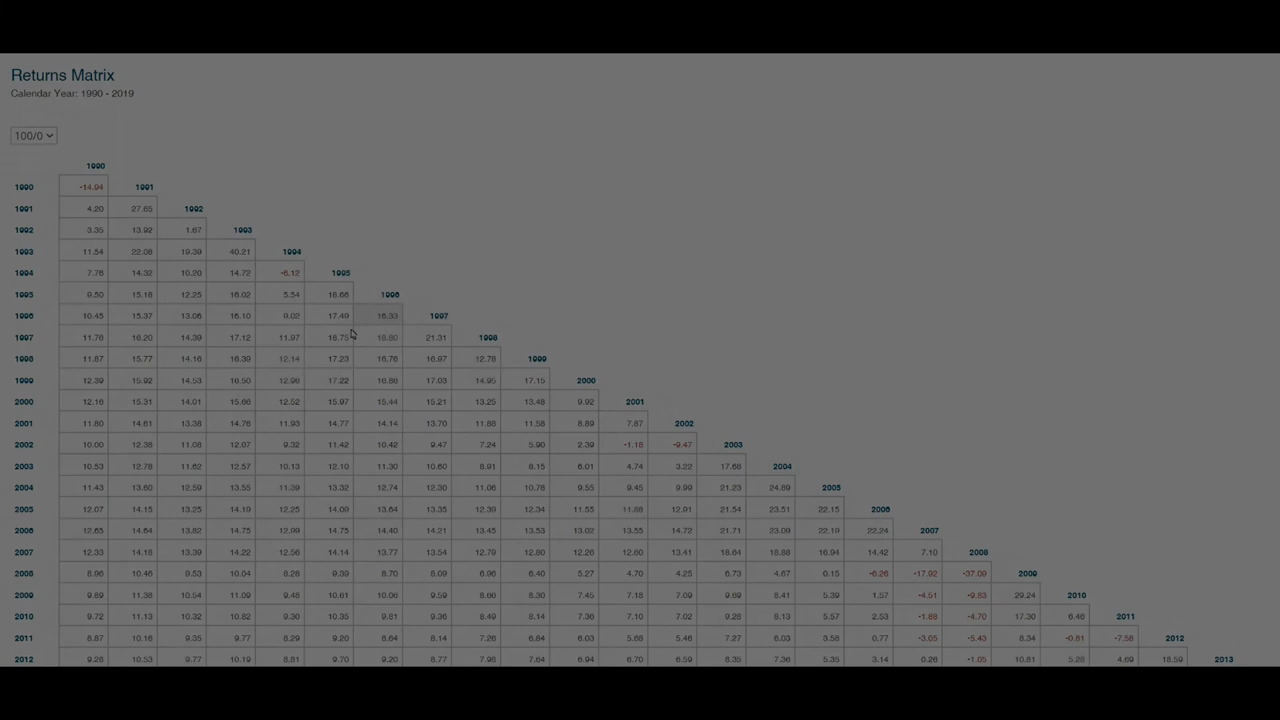 Returns Matrix
Calendar Year: 1990 - 2019
100/0
1990
1990 -14.94 1991
1991 4.20 27.65 1992
1992 3.35 13.92 1.67 1993
1993 11.54 22.08 19.39 40.21 1994
1994 7.76 14.32 10.20 14.72 -6.12 1995
1995 9.50 15.18 12.25 16.02 5.54 18.66 1996
1996 10.45 15.37 13.06 16.10 9.02 17.49 16.33 1997
1997 11.76 16.20 14.39 17.12 11.97 18.75 18.80 21.31 1998
1998 11.87 15.77 14.16 16.39 12.14 17.23 16.76 16.97 12.78 1999
1999 12.39 15.92 14.53 16.50 12.98 17.22 16.86 17.03 14.95 17.15 2000
2000 12.16 15.31 14.01 15.66 12.52 15.97 15.44 15.21 13.25 13.48 9.92 2001
2001 11.80 14.61 13.38 14.76 11.93 14.77 14.14 13.70 11.88 11.58 8.89 7.87 2002
2002 10.00 12.38 11.08 12.07 9.32 11.42 10.42 9.47 7.24 5.90 2.39 -1.18 -9.47 2003
2003 10.53 12.78 11.62 12.57 10.13 12.10 11.30 10.60 8.91 8.15 6.01 4.74 3.22 17.68 2004
2004 11.43 13.60 12.59 13.55 11.39 13.32 12.74 12.30 11.06 10.78 9.55 9.45 9.99 21.23 24.89 2005
2005 12.07 14.15 13.25 14.19 12.25 14.09 13.64 13.35 12.39 12.34 11.55 11.88 12.91 21.54 23.51 22.15 2006
2006 12.65 14.64 13.82 14.75 12.99 14.75 14.40 14.21 13.45 13.53 13.02 13.55 14.72 21.71 23.09 22.19 22.24 2007
2007 12.33 14.18 13.39 14.22 12.56 14.14 13.77 13.54 12.79 12.80 12.26 12.60 13.41 18.64 18.88 16.94 14.42 7.10 2008
2008 8.96 10.46 9.53 10.04 8.28 9.39 8.70 8.09 6.96 6.40 5.27 4.70 4.25 6.73 4.67 0.15 -6.26 -17.92 -37.09 2009
2009 9.89 11.38 10.54 11.09 9.48 10.61 10.06 9.59 8.66 8.30 7.45 7.18 7.09 9.69 8.41 5.39 1.57 -4.51 -9.83 29.24 2010
2010 9.72 11.13 10.32 10.82 9.30 10.35 9.81 9.36 8.49 8.14 7.36 7.10 7.02 9.28 8.13 5.57 2.53 -1.88 -4.70 17.30 6.46 2011
2011 8.87 10.16 9.35 9.77 8.29 9.20 8.64 8.14 7.26 6.84 6.03 5.68 5.46 7.27 6.03 3.58 0.77 -3.05 -5.43 8.34 -0.81 -7.58 2012
2012 9.28 10.53 9.77 10.19 8.81 9.70 9.20 8.77 7.98 7.64 6.94 6.70 6.59 8.35 7.36 5.35 3.14 0.26 -1.05 10.81 5.28 4.69 18.59 2013